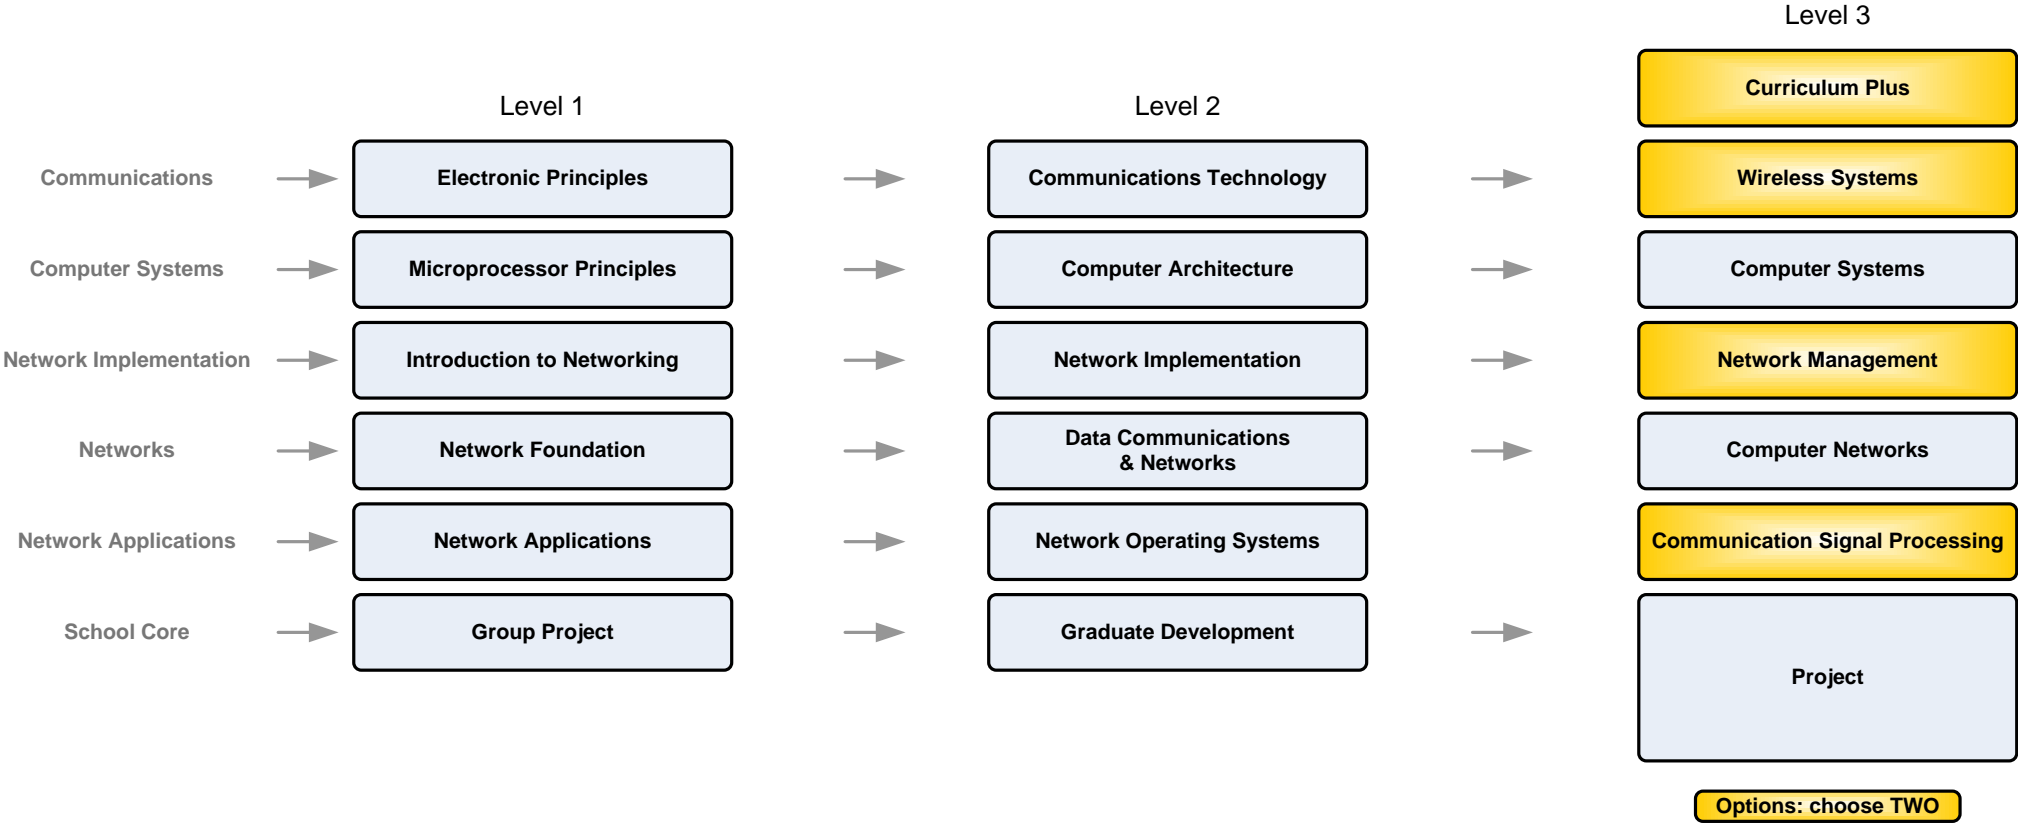 Level 3
Curriculum Plus
Level 1
Level 2
Communications
Electronic Principles
Communications Technology
Wireless Systems
Computer Systems
Microprocessor Principles
Computer Architecture
Computer Systems
Network Implementation
Introduction to Networking
Network Implementation
Network Management
Networks
Network Foundation
Data Communications
& Networks
Computer Networks
Network Applications
Network Applications
Network Operating Systems
Communication Signal Processing
School Core
Group Project
Graduate Development
Project
Options: choose TWO